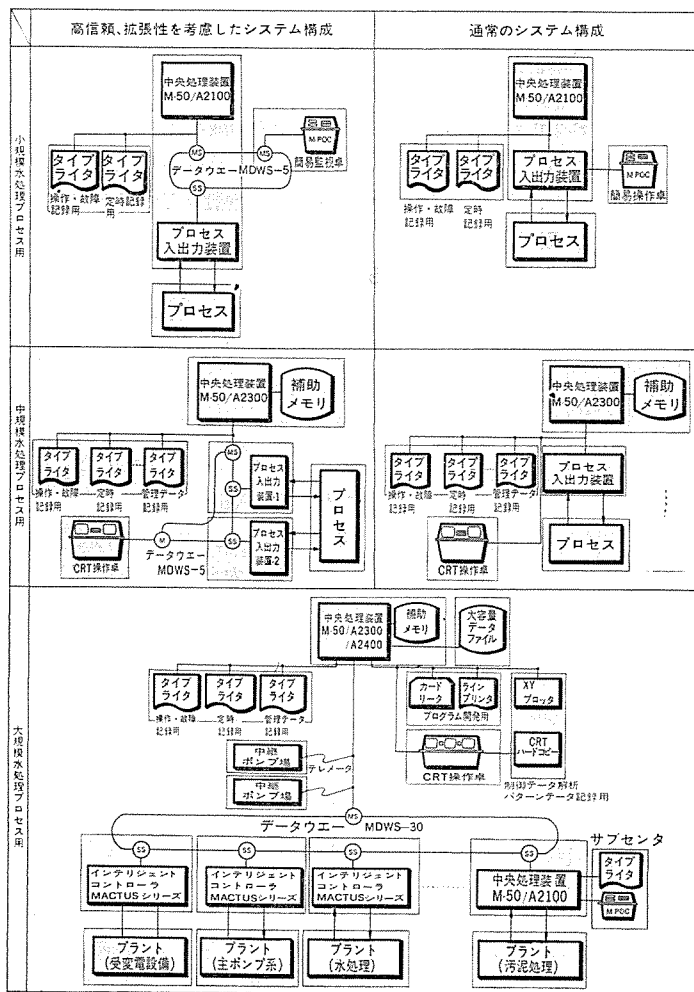 高信頼、拡張性を考慮したシステム構成
通常のシステム構成
小規模水処理プロセス用
中央処理装置
M-50/A2100
MS
MS
M POC
簡易監視卓
タイプ
ライタ
タイプ
ライタ
データウエーMDWS-5
操作・故障
記録用
定時記録
用
SS
プロセス
入出力装置
プロセス
中央処理装置
M-50/A2100
タイプ
ライタ
タイプ
ライタ
プロセス
入出力装置
M POC
簡易操作卓
操作・故障
記録用
定時
記録用
プロセス
中規模水処理プロセス用
中央処理装置
M-50/A2300
補助
メモリ
タイプ
ライタ
タイプ
ライタ
タイプ
ライタ
操作・故障
記録用
定時
記録用
管理データ
記録用
MS
SS
プロセス
入出力
装置-1
プロセス
M
SS
プロセス
入出力
装置-2
CRT操作卓
データウエー
MDWS-5
中央処理装置
M-50/A2300
補助
メモリ
タイプ
ライタ
タイプ
ライタ
タイプ
ライタ
プロセス
入出力装置
操作・故障
記録用
定時
記録用
管理データ
記録用
CRT操作卓
プロセス
大規模水処理プロセス用
中央処理装置
M-50/A2300
/A2400
補助
メモリ
大容量
データ
ファイル
タイプ
ライタ
タイプ
ライタ
タイプ
ライタ
操作・故障
記録用
定時
記録用
管理データ
記録用
カード
リーダ
ライン
プリンタ
プログラム開発用
XY
プロッタ
CRT操作卓
CRT
ハードコピー
制御データ解析
パターンデータ記録用
中継
ポンプ場
テレメータ
中継
ポンプ場
MS
データウエー MDWS-30
SS
SS
SS
SS
サブセンタ
インテリジェント
コントローラ
MACTUSシリーズ
インテリジェント
コントローラ
MACTUSシリーズ
インテリジェント
コントローラ
MACTUSシリーズ
中央処理装置
M-50/A2100
タイプ
ライタ
M POC
プラント
(受変電設備)
プラント
(主ポンプ系)
プラント
(水処理)
プラント
(汚泥処理)